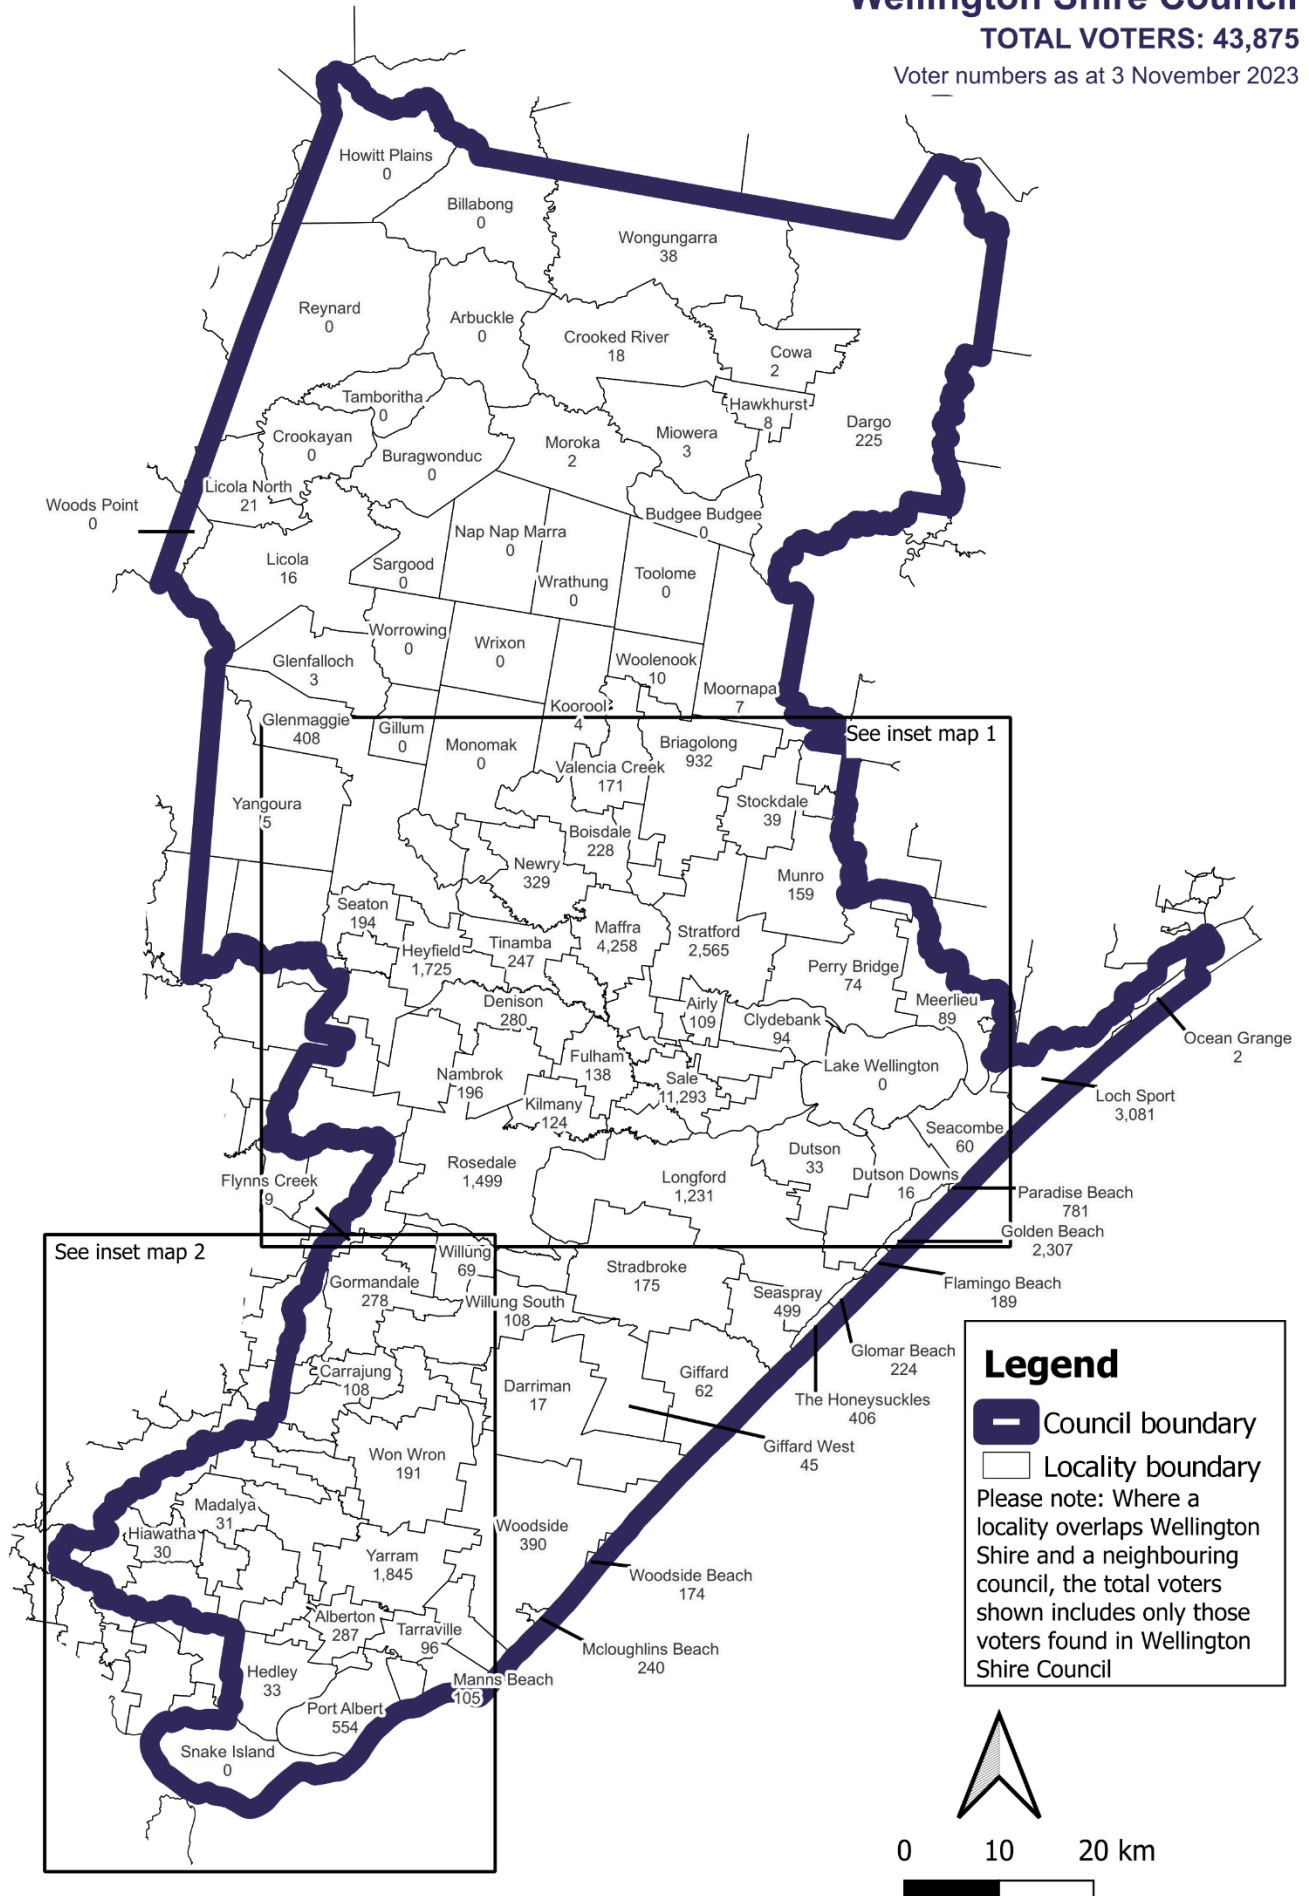 Wellington Shire Council
TOTAL VOTERS: 43,875
Voter numbers as at 3 November 2023
Howitt Plains
0
Billabong
0
Wongungarra
38
Reynard
0
Arbuckle
0
Crooked River
18
Cowa
2
Tamboritha
0
Hawkhurst
8
Dargo
225
Crookayan
0
Buragwonduc
0
Moroka
2
Miowera
3
Licola North
21
Woods Point
0
Budgee Budgee
0
Nap Nap Marra
0
Licola
16
Sargood
0
Wrathung
0
Toolome
0
Worrowing
0
Wrixon
0
Glenfalloch
3
Woolenook
10
Moornapa
7
Koorool
4
Glenmaggie
408
Gillum
0
Monomak
0
Briagolong
932
See inset map 1
Valencia Creek
171
Yangoura
5
Stockdale
39
Boisdale
228
Newry
329
Munro
159
Seaton
194
Heyfield
1,725
Tinamba
247
Maffra
4,258
Stratford
2,565
Perry Bridge
74
Denison
280
Airly
109
Clydebank
94
Meerlieu
89
Ocean Grange
2
Nambrok
196
Fulham
138
Sale
11,293
Lake Wellington
0
Kilmany
124
Loch Sport
3,081
Seacombe
60
Rosedale
1,499
Longford
1,231
Dutson
33
Dutson Downs
16
Flynns Creek
9
Paradise Beach
781
Golden Beach
2,307
See inset map 2
Willung
69
Gormandale
278
Stradbroke
175
Seaspray
499
Flamingo Beach
189
Willung South
108
Glomar Beach
224
Carrajung
108
Darriman
17
Giffard
62
The Honeysuckles
406
Giffard West
45
Won Wron
191
Madalya
31
Hiawatha
30
Woodside
390
Yarram
1,845
Woodside Beach
174
Alberton
287
Tarraville
96
Mcloughlins Beach
240
Hedley
33
Manns Beach
105
Port Albert
554
Snake Island
0
Legend
Council boundary
Locality boundary
Please note: Where a
locality overlaps Wellington
Shire and a neighbouring
council, the total voters
shown includes only those
voters found in Wellington
Shire Council
0 10 20 km